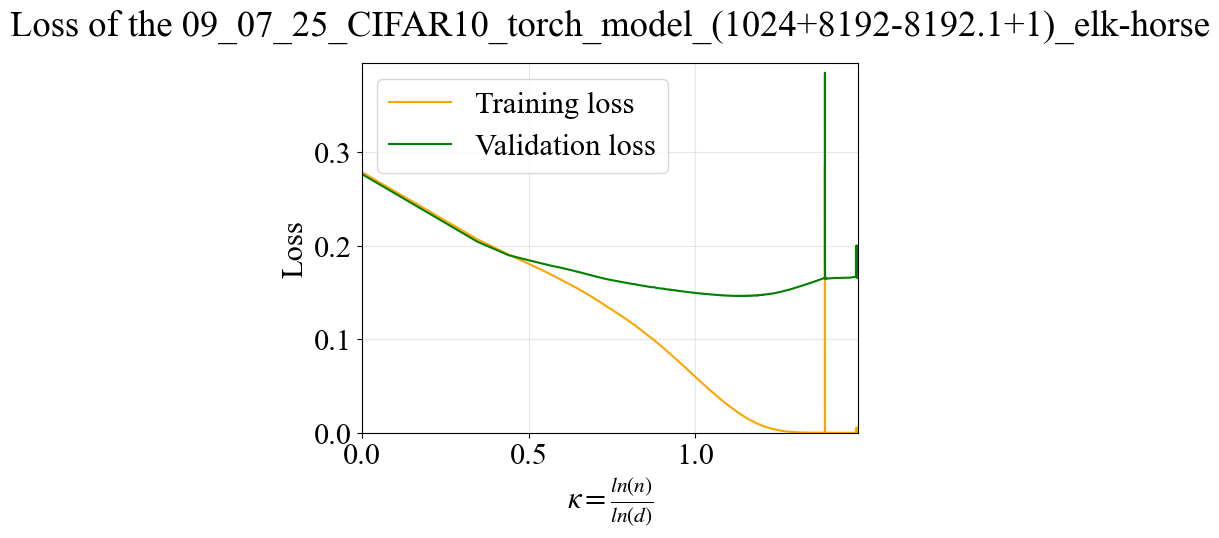 Loss of the 09_07_25_CIFAR10_torch_model_(1024+8192-8192.1+1)_elk-horse
Training loss
Validation loss
Loss
0.3
0.2
0.1
0.0
0.0 0.5 1.0
κ = ln(n)/ln(d)